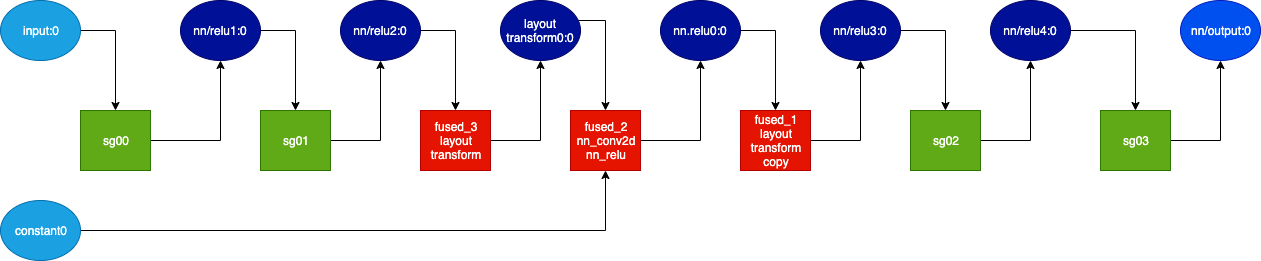 input:0
nn/relu1:0
nn/relu2:0
layout
transform0:0
nn.relu0:0
nn/relu3:0
nn/relu4:0
nn/output:0
sg00
sg01
fused_3
layout
transform
fused_2
nn_conv2d
nn_relu
fused_1
layout
transform
copy
sg02
sg03
constant0